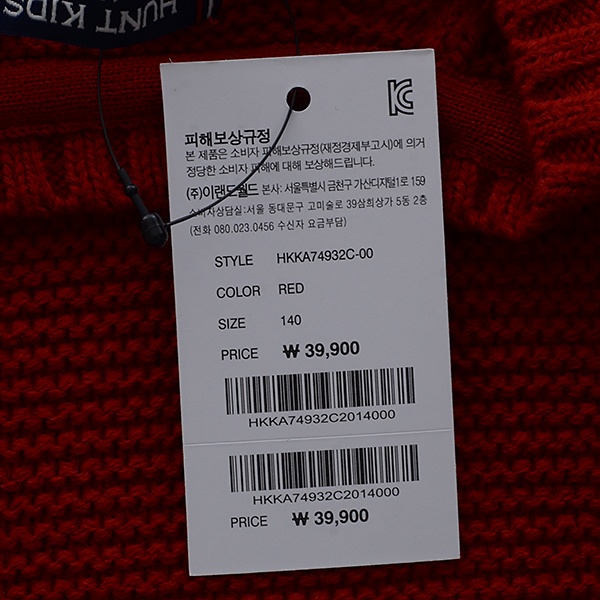 HUNT KIDS
피해보상규정
본 제품은 소비자 피해보상규정(재정경제부고시)에 의거
정당한 소비자 피해에 대해 보상해드립니다.
(주)이랜드월드 본사: 서울특별시 금천구 가산디지털1로 159
소비자상담실:서울 동대문구 고미술로 39삼희상가 5동 2층
(전화 080.023.0456 수신자 요금부담)
STYLE HKKA74932C-00
COLOR RED
SIZE 140
PRICE ₩ 39,900
HKKA74932C2014000
HKKA74932C2014000
PRICE ₩ 39,900